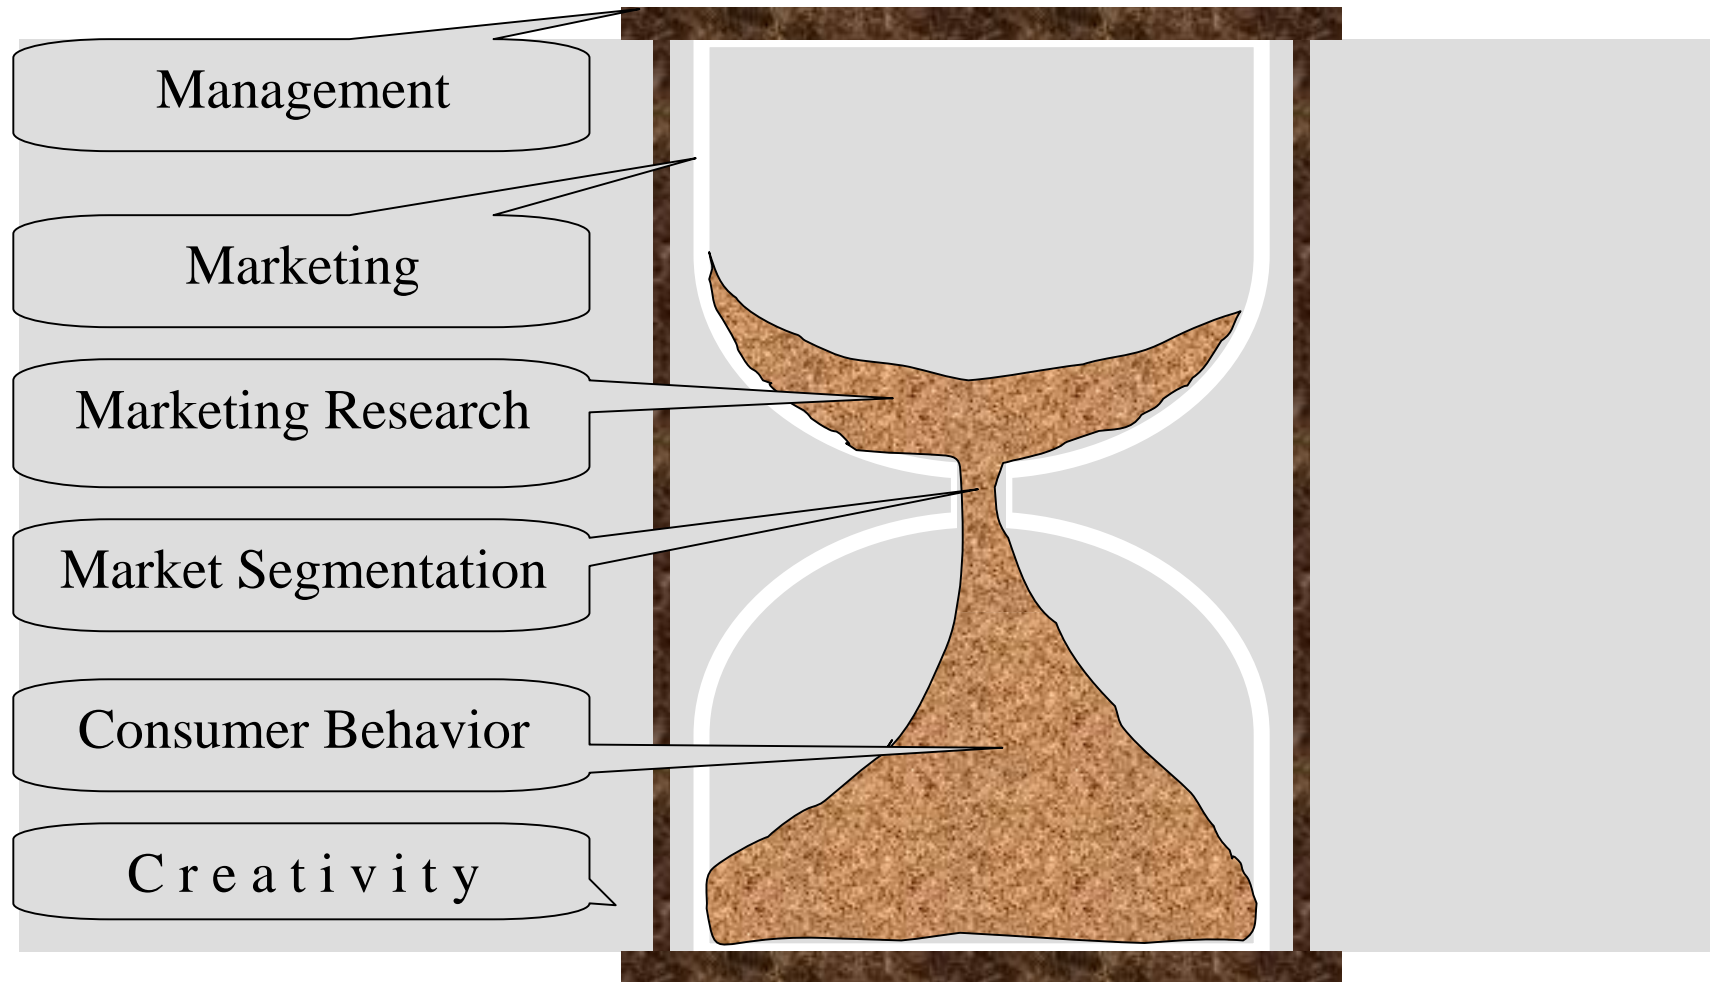 Management
Marketing
Marketing Research
Market Segmentation
Consumer Behavior
C r e a t i v i t y